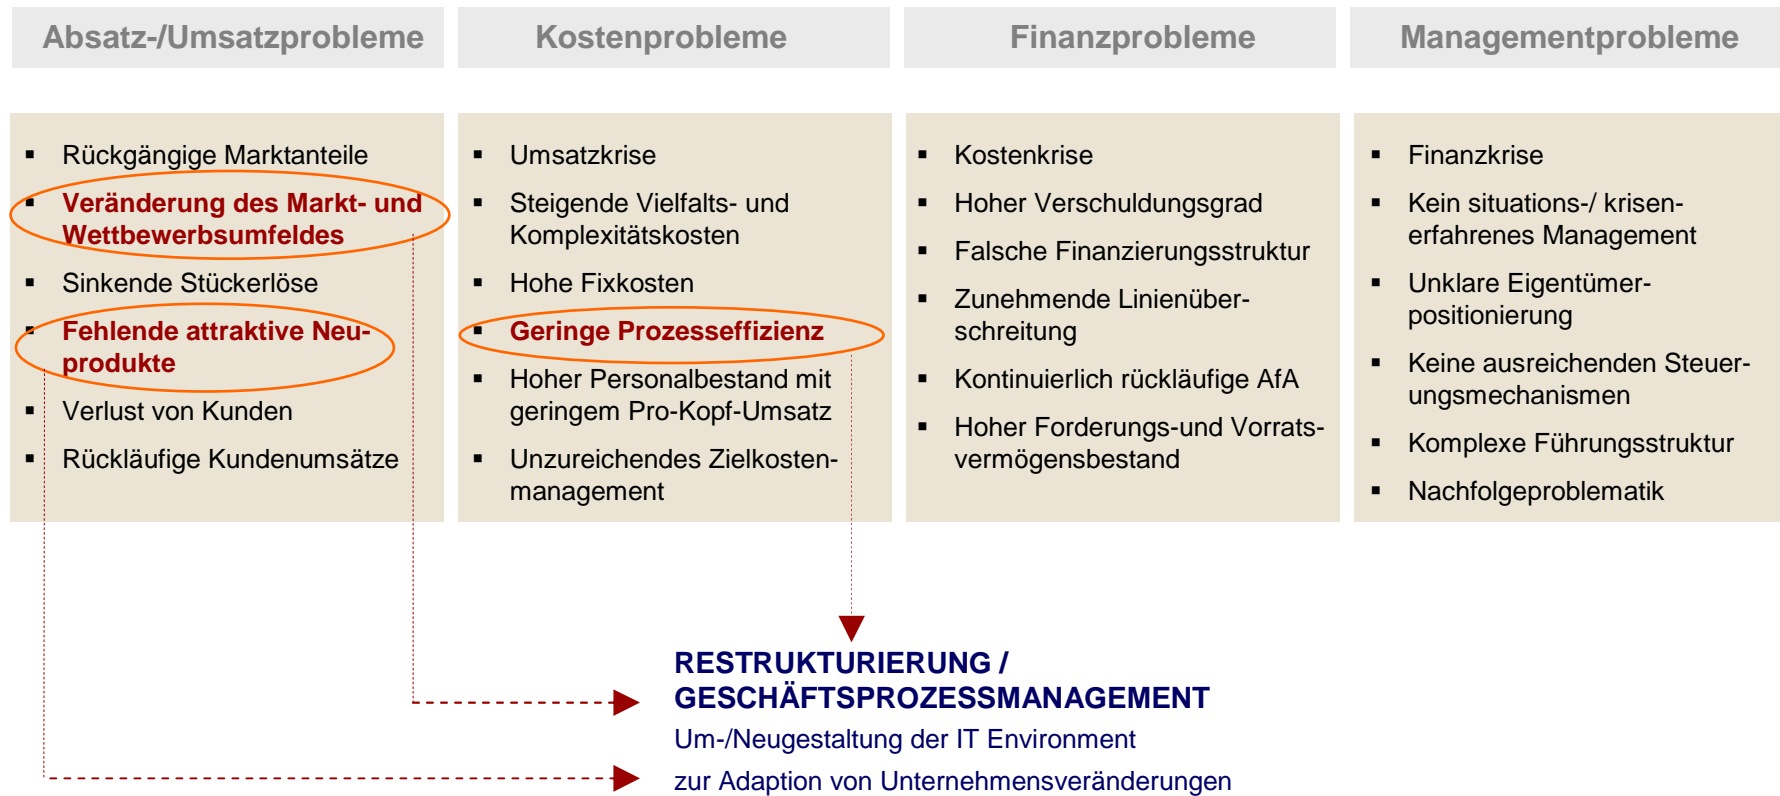 Absatz-/Umsatzprobleme
Kostenprobleme
Finanzprobleme
Managementprobleme
▪ Rückgängige Marktanteile
▪ Veränderung des Markt- und
Wettbewerbsumfeldes
▪ Sinkende Stückerlöse
▪ Fehlende attraktive Neu-
produkte
▪ Verlust von Kunden
▪ Rückläufige Kundenumsätze
▪ Umsatzkrise
▪ Steigende Vielfalts- und
Komplexitätskosten
▪ Hohe Fixkosten
▪ Geringe Prozesseffizienz
▪ Hoher Personalbestand mit
geringem Pro-Kopf-Umsatz
▪ Unzureichendes Zielkosten-
management
▪ Kostenkrise
▪ Hoher Verschuldungsgrad
▪ Falsche Finanzierungsstruktur
▪ Zunehmende Linienüber-
schreitung
▪ Kontinuierlich rückläufige AfA
▪ Hoher Forderungs-und Vorrats-
vermögensbestand
▪ Finanzkrise
▪ Kein situations-/ krisen-
erfahrenes Management
▪ Unklare Eigentümer-
positionierung
▪ Keine ausreichenden Steuer-
ungsmechanismen
▪ Komplexe Führungsstruktur
▪ Nachfolgeproblematik
RESTRUKTURIERUNG /
GESCHÄFTSPROZESSMANAGEMENT
Um-/Neugestaltung der IT Environment
zur Adaption von Unternehmensveränderungen